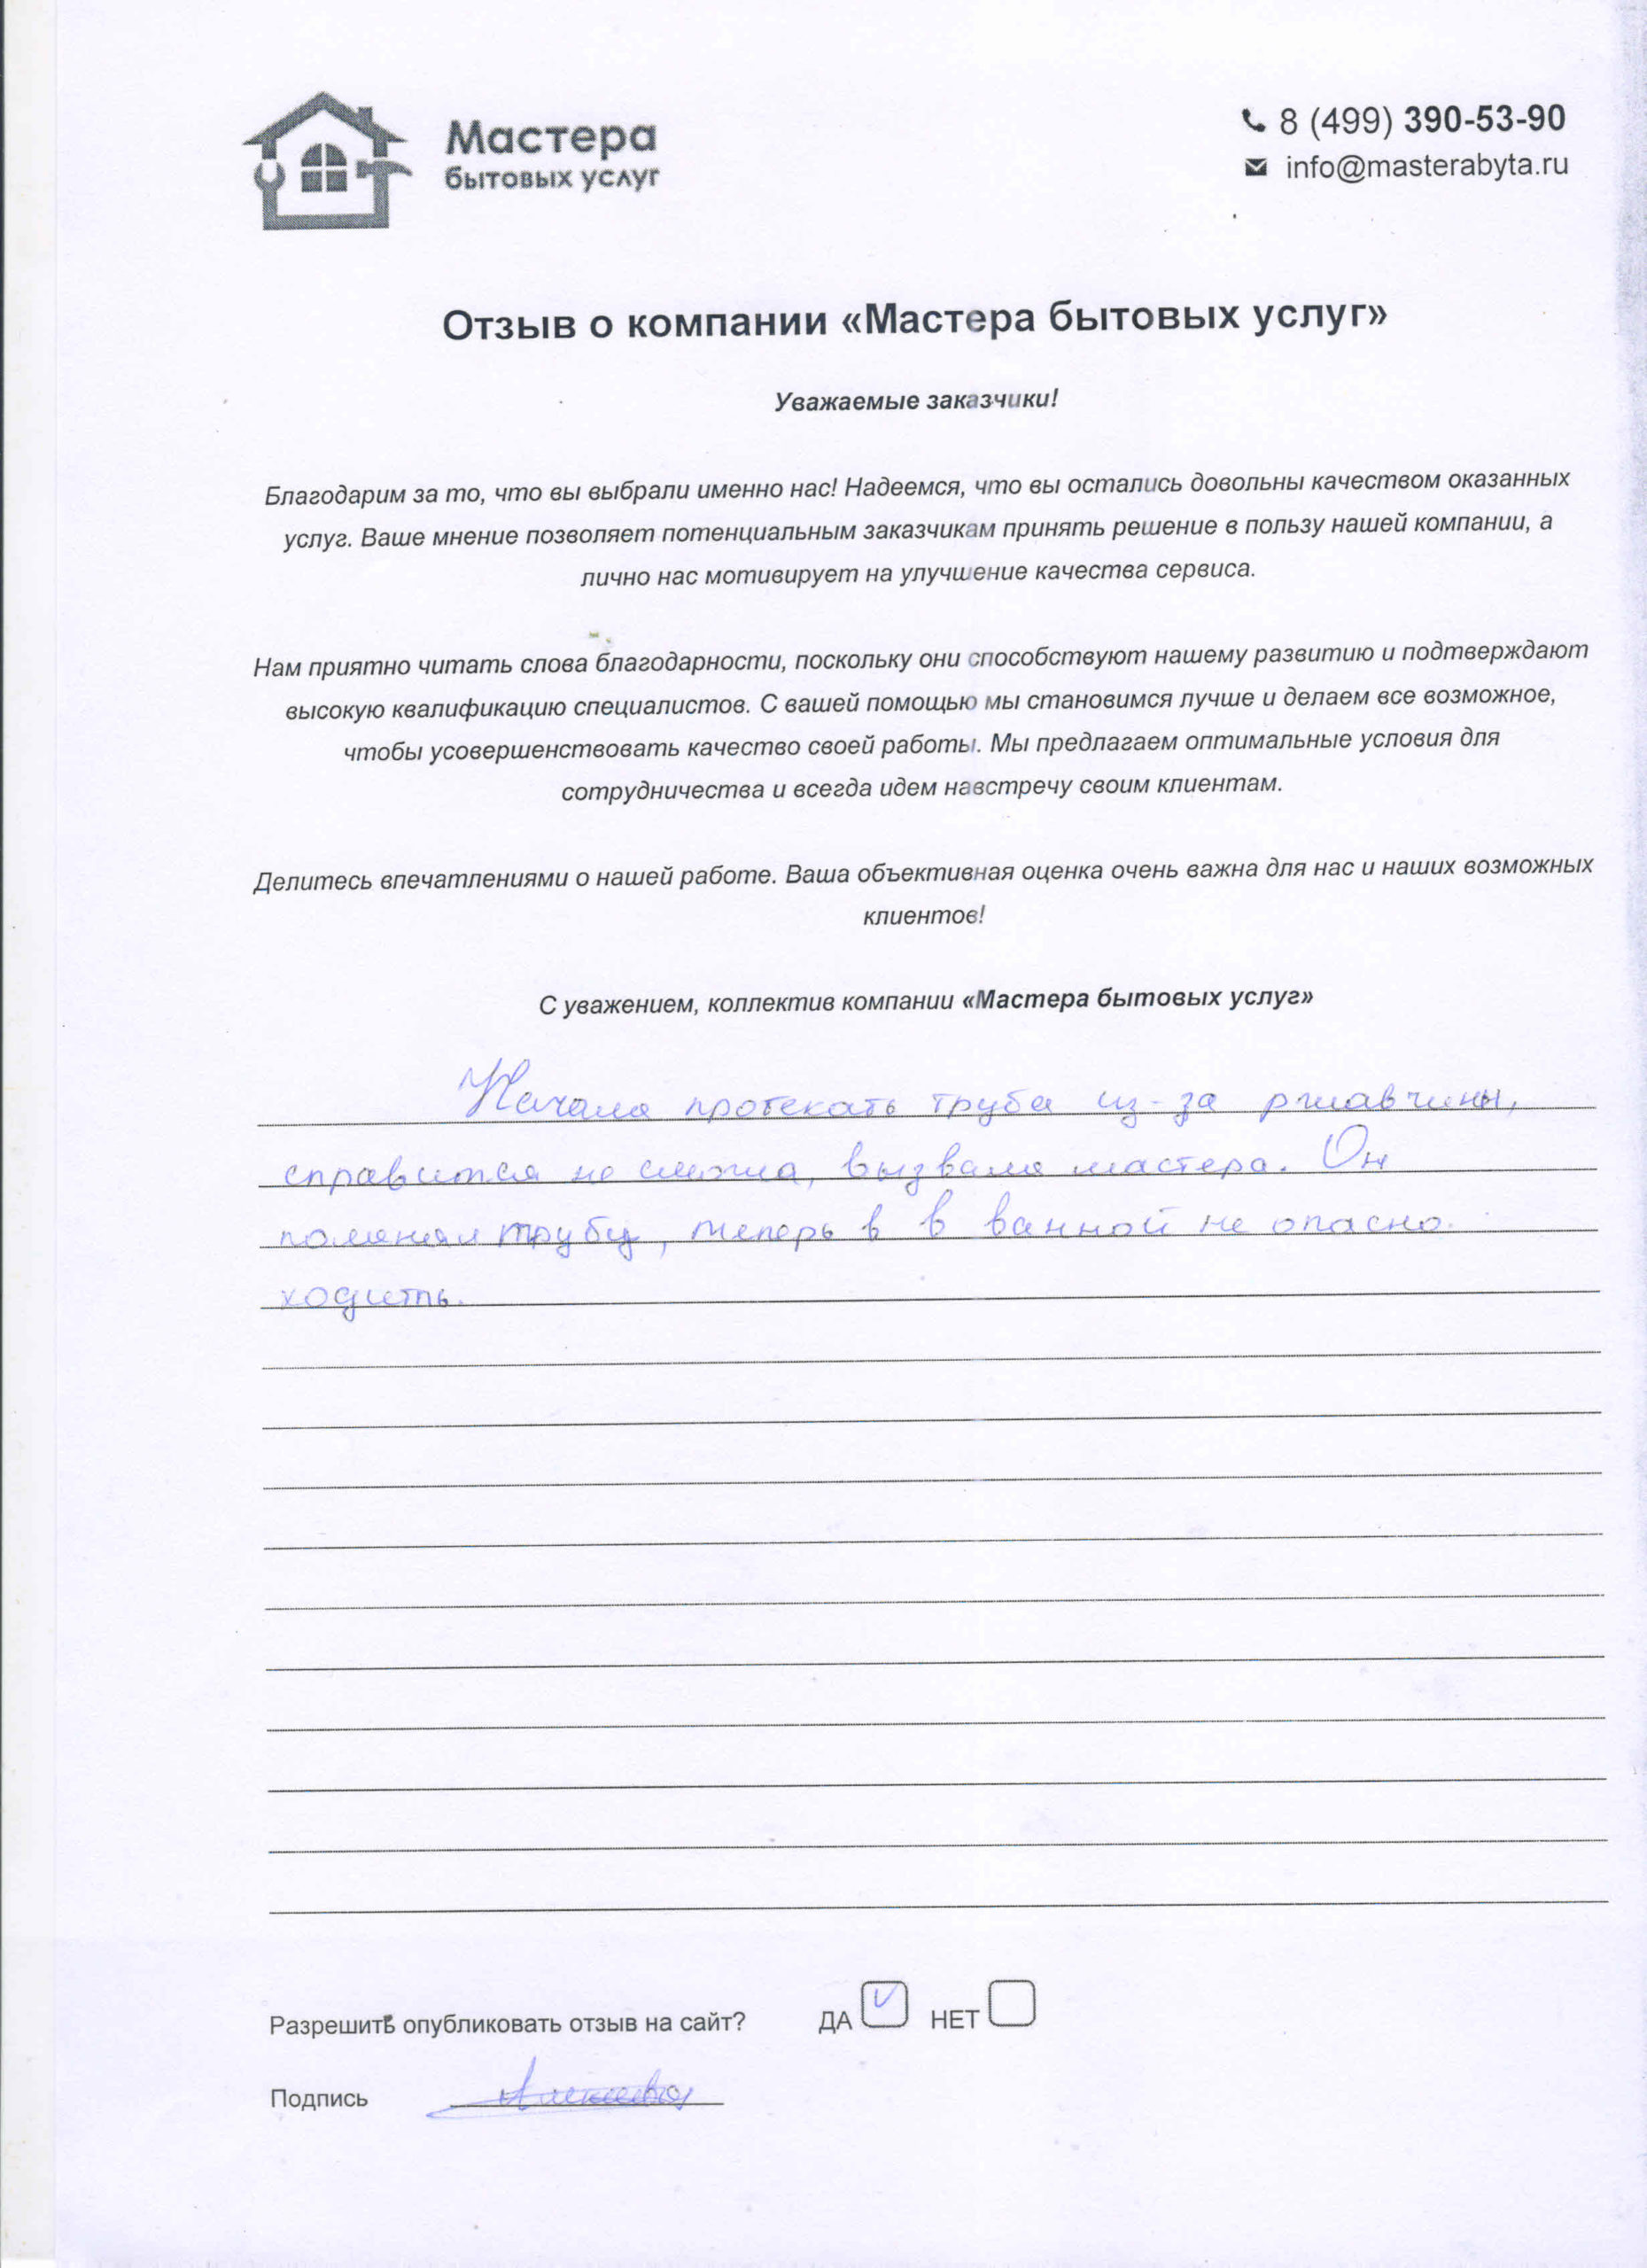 Мастера
бытовых услуг
8 (499) 390-53-90
info@masterabyta.ru
Отзыв о компании «Мастера бытовых услуг»
Уважаемые заказчики!
Благодарим за то, что вы выбрали именно нас! Надеемся, что вы остались довольны качеством оказанных
услуг. Ваше мнение позволяет потенциальным заказчикам принять решение в пользу нашей компании, а
лично нас мотивирует на улучшение качества сервиса.
Нам приятно читать слова благодарности, поскольку они способствуют нашему развитию и подтверждают
высокую квалификацию специалистов. С вашей помощью мы становимся лучше и делаем все возможное,
чтобы усовершенствовать качество своей работы. Мы предлагаем оптимальные условия для
сотрудничества и всегда идем навстречу своим клиентам.
Делитесь впечатлениями о нашей работе. Ваша объективная оценка очень важна для нас и наших возможных
клиентов!
С уважением, коллектив компании «Мастера бытовых услуг»
Начала протекать труба из-за ржавчины,
справится не смогла, вызвала мастера. Он
поменял трубу, теперь в в ванной не опасно
ходить.
Разрешить опубликовать отзыв на сайт? ДА НЕТ
Подпись